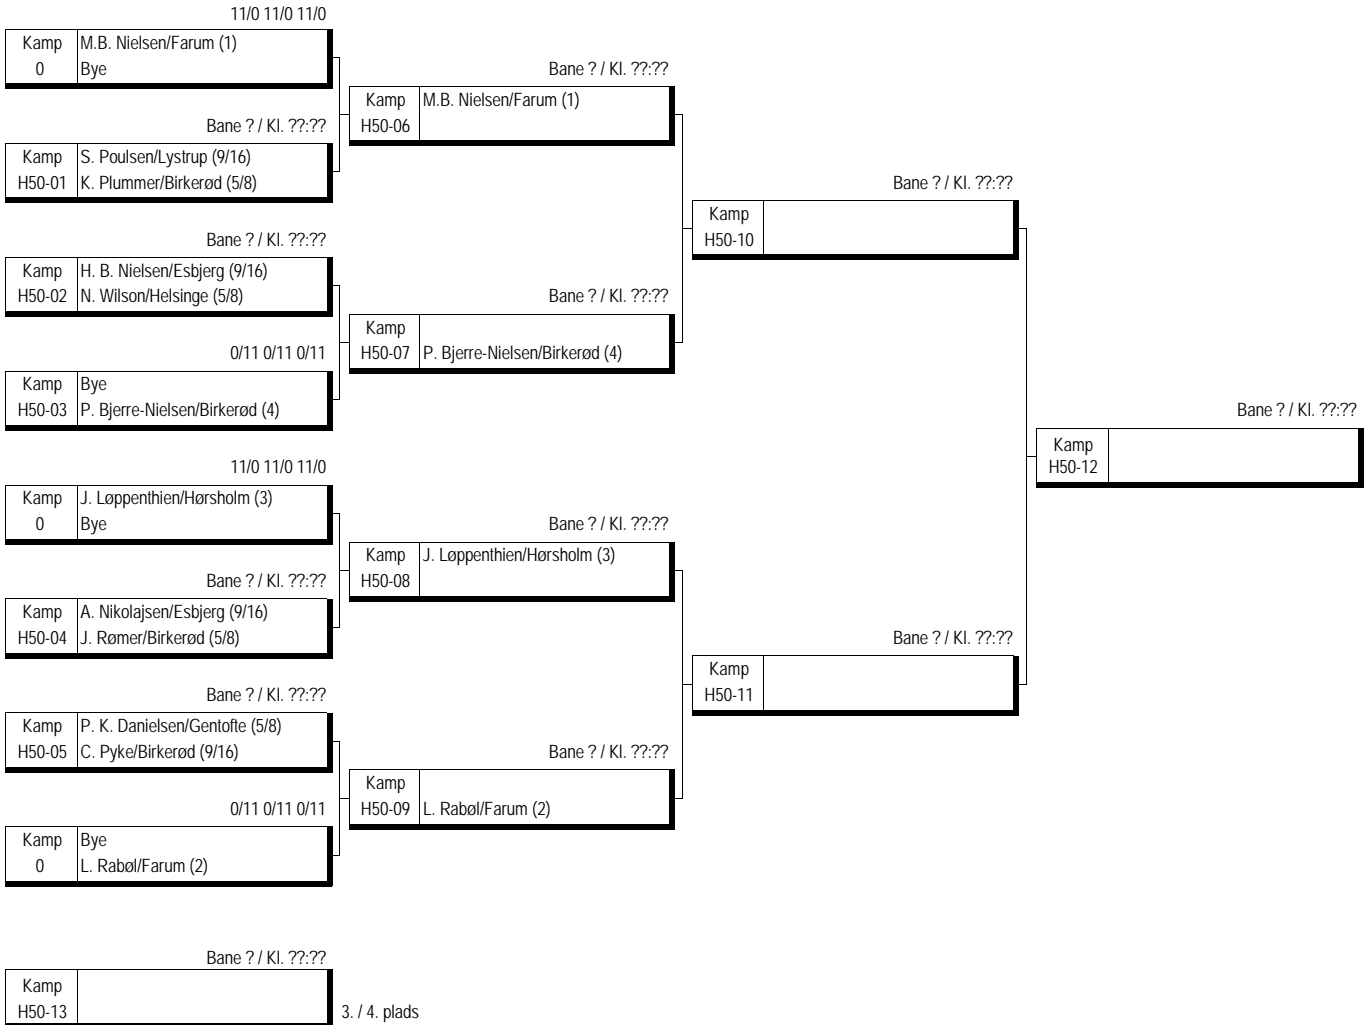 11/0 11/0 11/0
Kamp M.B. Nielsen/Farum (1)
0 Bye
Bane ? / Kl. ??:??
Kamp M.B. Nielsen/Farum (1)
H50-06
Bane ? / Kl. ??:??
Kamp S. Poulsen/Lystrup (9/16)
H50-01 K. Plummer/Birkerød (5/8)
Bane ? / Kl. ??:??
Kamp
H50-10
Bane ? / Kl. ??:??
Kamp H. B. Nielsen/Esbjerg (9/16)
H50-02 N. Wilson/Helsinge (5/8)
Bane ? / Kl. ??:??
Kamp
H50-07 P. Bjerre-Nielsen/Birkerød (4)
0/11 0/11 0/11
Kamp Bye
H50-03 P. Bjerre-Nielsen/Birkerød (4)
Bane ? / Kl. ??:??
Kamp
H50-12
11/0 11/0 11/0
Kamp J. Løppenthien/Hørsholm (3)
0 Bye
Bane ? / Kl. ??:??
Kamp J. Løppenthien/Hørsholm (3)
H50-08
Bane ? / Kl. ??:??
Kamp A. Nikolajsen/Esbjerg (9/16)
H50-04 J. Rømer/Birkerød (5/8)
Bane ? / Kl. ??:??
Kamp
H50-11
Bane ? / Kl. ??:??
Kamp P. K. Danielsen/Gentofte (5/8)
H50-05 C. Pyke/Birkerød (9/16)
Bane ? / Kl. ??:??
Kamp
H50-09 L. Rabøl/Farum (2)
0/11 0/11 0/11
Kamp Bye
0 L. Rabøl/Farum (2)
Bane ? / Kl. ??:??
Kamp
H50-13 3. / 4. plads